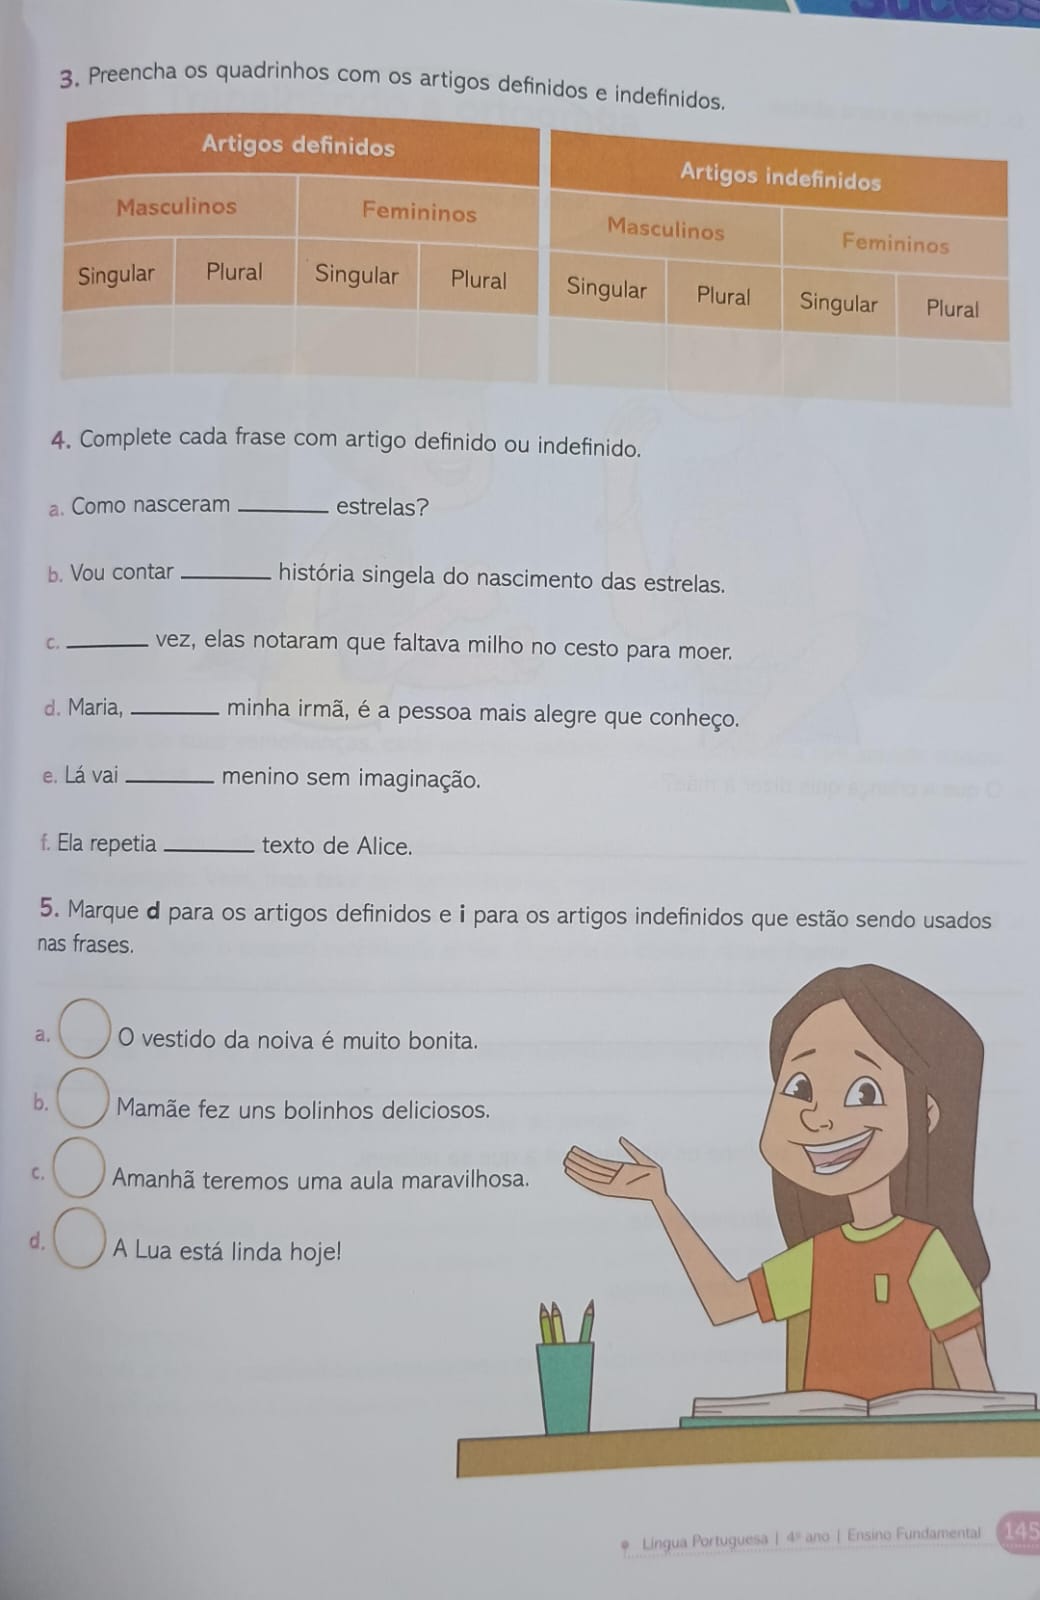 3. Preencha os quadrinhos com os artigos definidos e indefinidos.
Artigos definidos
Masculinos Femininos
Singular Plural Singular Plural
Artigos indefinidos
Masculinos Femininos
Singular Plural Singular Plural
4. Complete cada frase com artigo definido ou indefinido.
a. Como nasceram ________ estrelas?
b. Vou contar ________ história singela do nascimento das estrelas.
c. ________ vez, elas notaram que faltava milho no cesto para moer.
d. Maria, ________ minha irmã, é a pessoa mais alegre que conheço.
e. Lá vai ________ menino sem imaginação.
f. Ela repetia ________ texto de Alice.
5. Marque d para os artigos definidos e i para os artigos indefinidos que estão sendo usados
nas frases.
a. O vestido da noiva é muito bonita.
b. Mamãe fez uns bolinhos deliciosos.
c. Amanhã teremos uma aula maravilhosa.
d. A Lua está linda hoje!
Língua Portuguesa | 4º ano | Ensino Fundamental 145